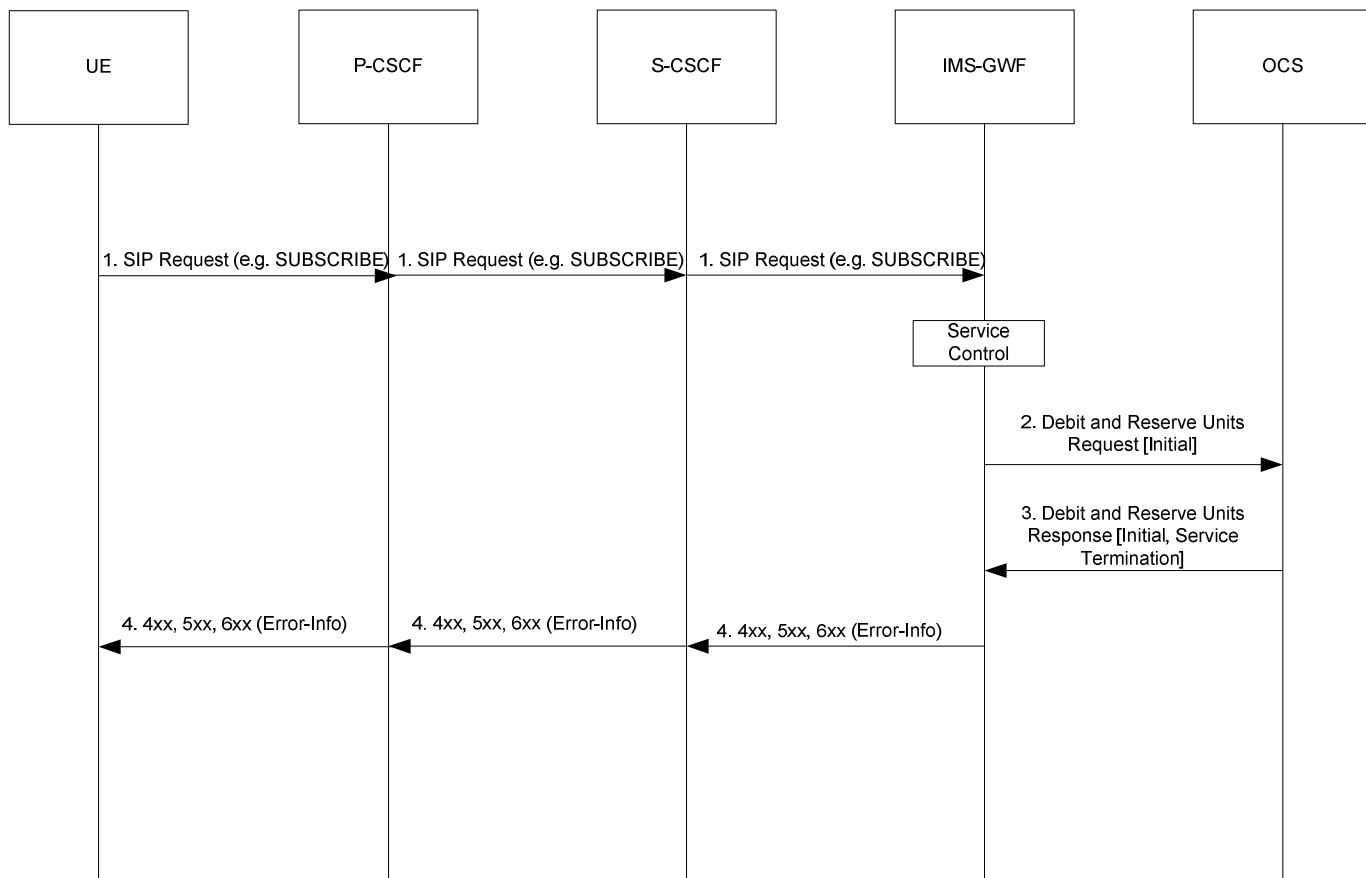 UE
P-CSCF
S-CSCF
IMS-GWF
OCS
1. SIP Request (e.g. SUBSCRIBE)
1. SIP Request (e.g. SUBSCRIBE)
1. SIP Request (e.g. SUBSCRIBE)
Service
Control
2. Debit and Reserve Units
Request [Initial]
3. Debit and Reserve Units
Response [Initial, Service
Termination]
4. 4xx, 5xx, 6xx (Error-Info)
4. 4xx, 5xx, 6xx (Error-Info)
4. 4xx, 5xx, 6xx (Error-Info)